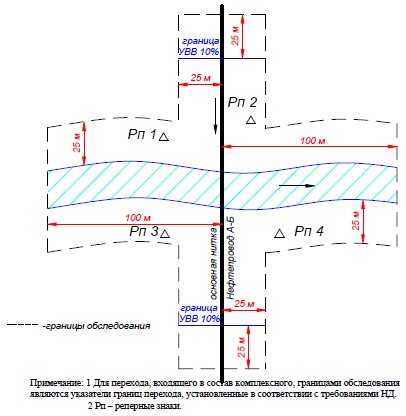 25 м
граница
УВВ 10%
25 м
Рп 2
Рп 1
25 м
100 м
100 м
Рп 3
Рп 4
25 м
основная нитка
Нефтепровод А-Б
25 м
граница
УВВ 10%
25 м
-границы обследования
Примечание: 1 Для перехода, входящего в состав комплексного, границами обследования
являются указатели границ перехода, установленные в соответствии с требованиями НД.
2 Рп – реперные знаки.